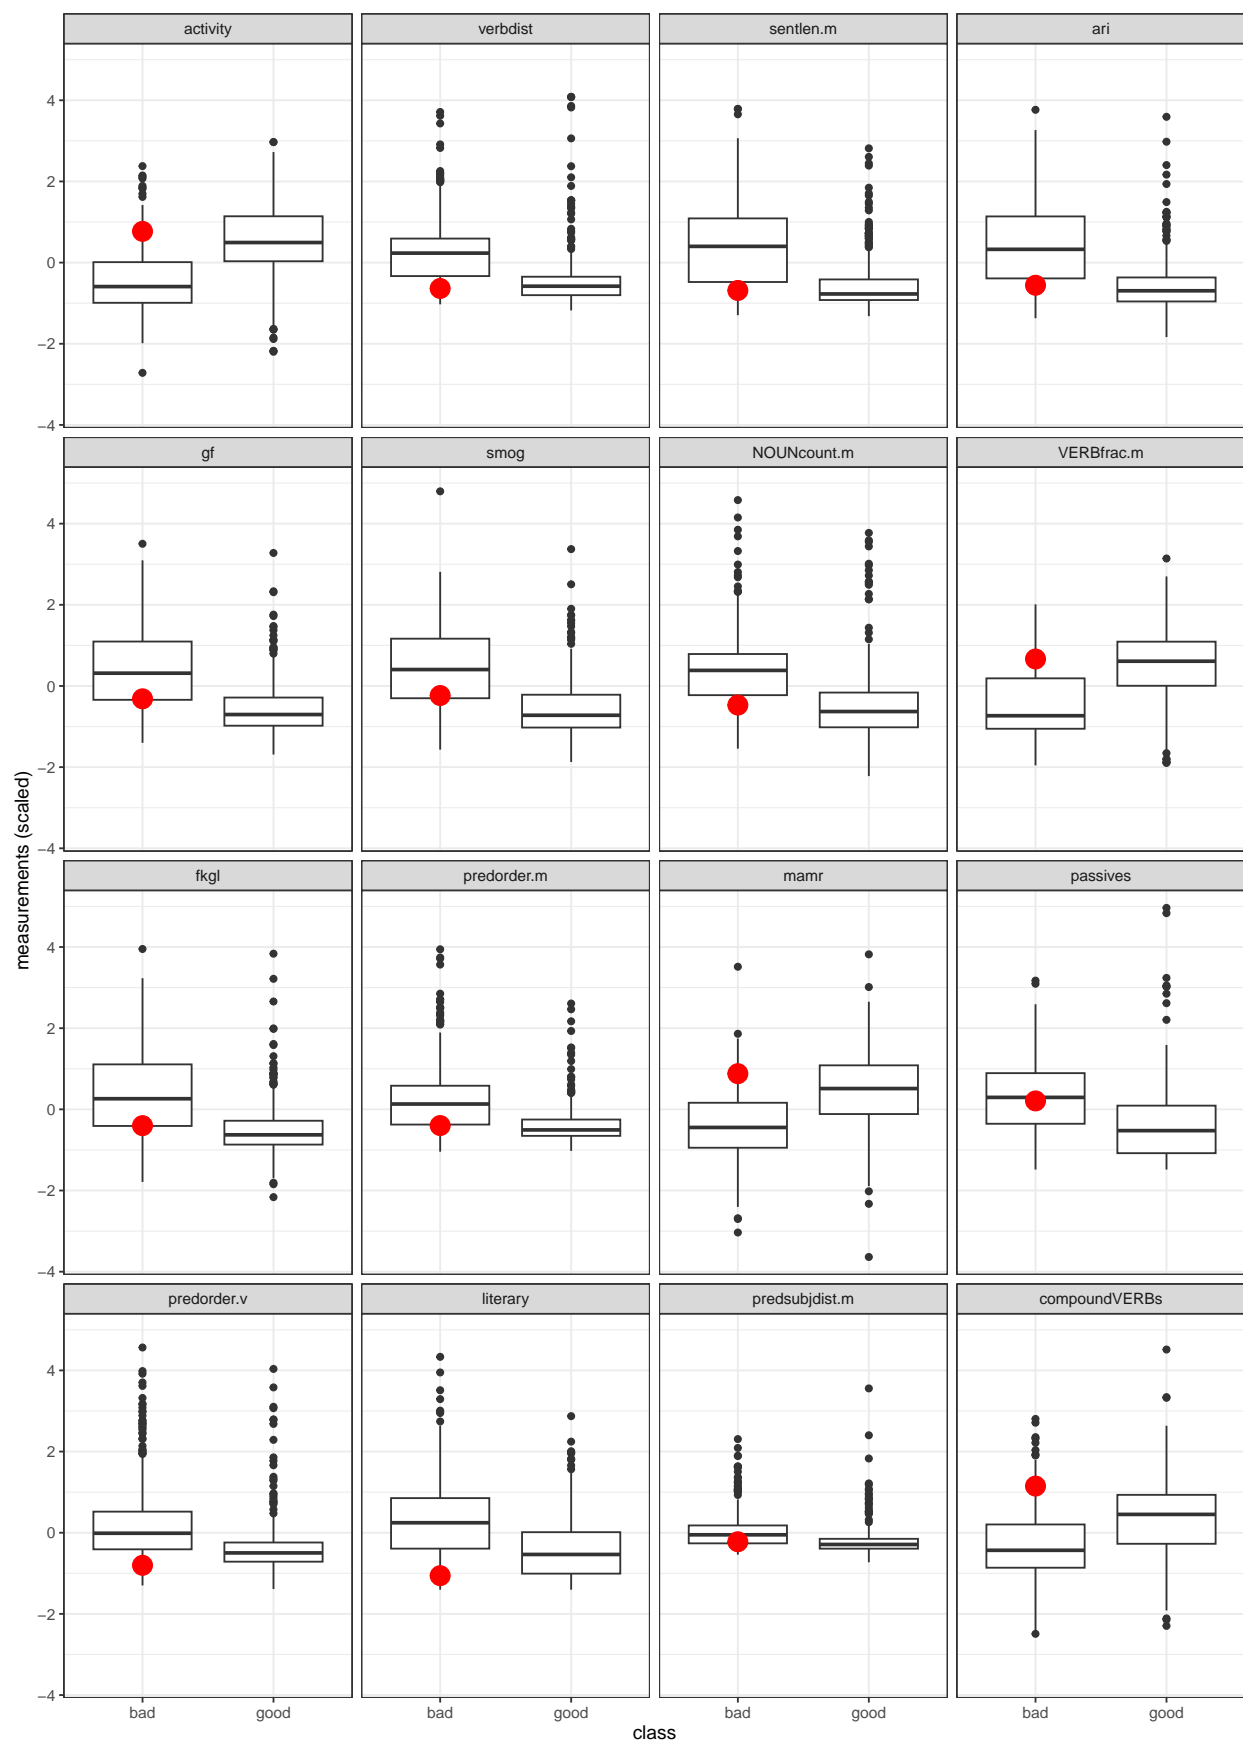 activity verbdist sentlen.m ari
4
2
0
−2
−4
gf smog NOUNcount.m VERBfrac.m
4
2
0
−2
−4
measurements (scaled)
fkgl predorder.m mamr passives
4
2
0
−2
−4
predorder.v literary predsubjdist.m compoundVERBs
4
2
0
−2
−4
bad good bad good bad good bad good
class